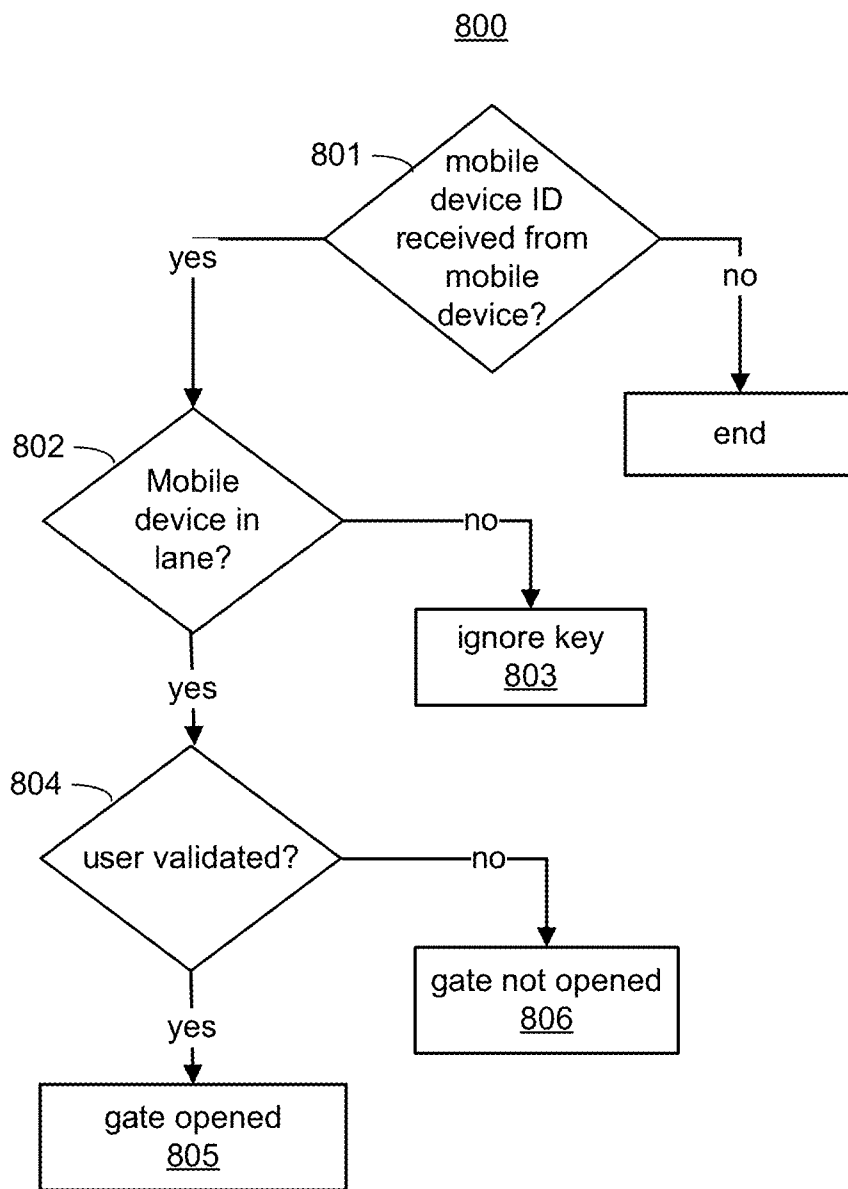 800
801
mobile
device ID
received from
mobile
device?
yes
no
end
802
Mobile
device in
lane?
no
ignore key
803
yes
804
user validated?
no
gate not opened
806
yes
gate opened
805